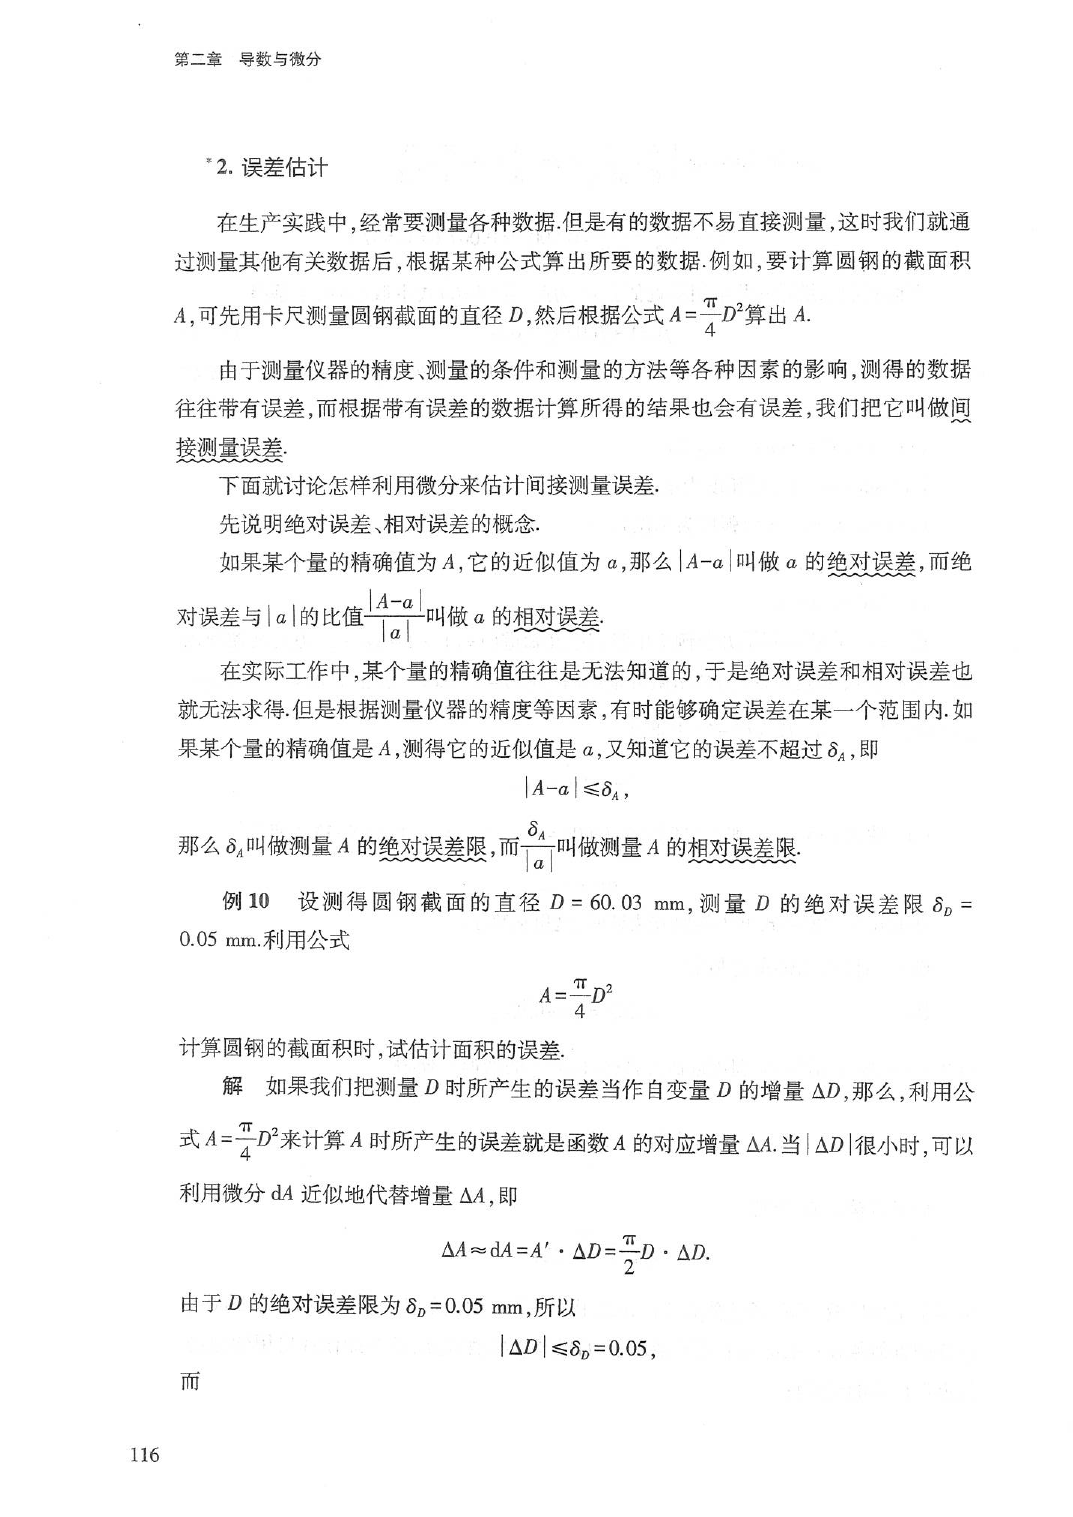 第二章 导数与微分
*2. 误差估计
在生产实践中,经常要测量各种数据.但是有的数据不易直接测量,这时我们就通
过测量其他有关数据后,根据某种公式算出所要的数据.例如,要计算圆钢的截面积
A,可先用卡尺测量圆钢截面的直径 D,然后根据公式 A=\frac{π}{4}D²算出 A.
由于测量仪器的精度、测量的条件和测量的方法等各种因素的影响,测得的数据
往往带有误差,而根据带有误差的数据计算所得的结果也会有误差,我们把它叫做间
接测量误差.
下面就讨论怎样利用微分来估计间接测量误差.
先说明绝对误差、相对误差的概念.
如果某个量的精确值为 A,它的近似值为 a,那么|A-a|叫做 a 的绝对误差,而绝
对误差与|a|的比值\frac{|A-a|}{|a|}叫做 a 的相对误差.
在实际工作中,某个量的精确值往往是无法知道的,于是绝对误差和相对误差也
就无法求得.但是根据测量仪器的精度等因素,有时能够确定误差在某一个范围内.如
果某个量的精确值是 A,测得它的近似值是 a,又知道它的误差不超过 δ_A,即
|A-a|≤δ_A,
那么 δ_A叫做测量 A 的绝对误差限,而\frac{δ_A}{|a|}叫做测量 A 的相对误差限.
例 10 设测得圆钢截面的直径 D = 60.03 mm,测量 D 的绝对误差限 δ_D =
0.05 mm.利用公式
A=\frac{π}{4}D²
计算圆钢的截面积时,试估计面积的误差.
解 如果我们把测量 D 时所产生的误差当作自变量 D 的增量 ΔD,那么,利用公
式 A=\frac{π}{4}D²来计算 A 时所产生的误差就是函数 A 的对应增量 ΔA.当|ΔD|很小时,可以
利用微分 dA 近似地代替增量 ΔA,即
ΔA≈dA=A′·ΔD=\frac{π}{2}D·ΔD.
由于 D 的绝对误差限为 δ_D=0.05 mm,所以
|ΔD|≤δ_D=0.05,
而
116